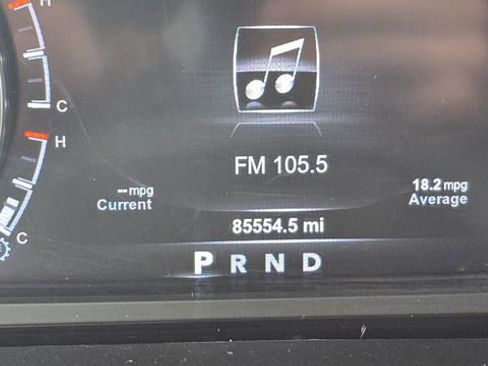 H
C
H
FM 105.5
-- mpg
Current
18.2 mpg
Average
85554.5 mi
C
P R N D